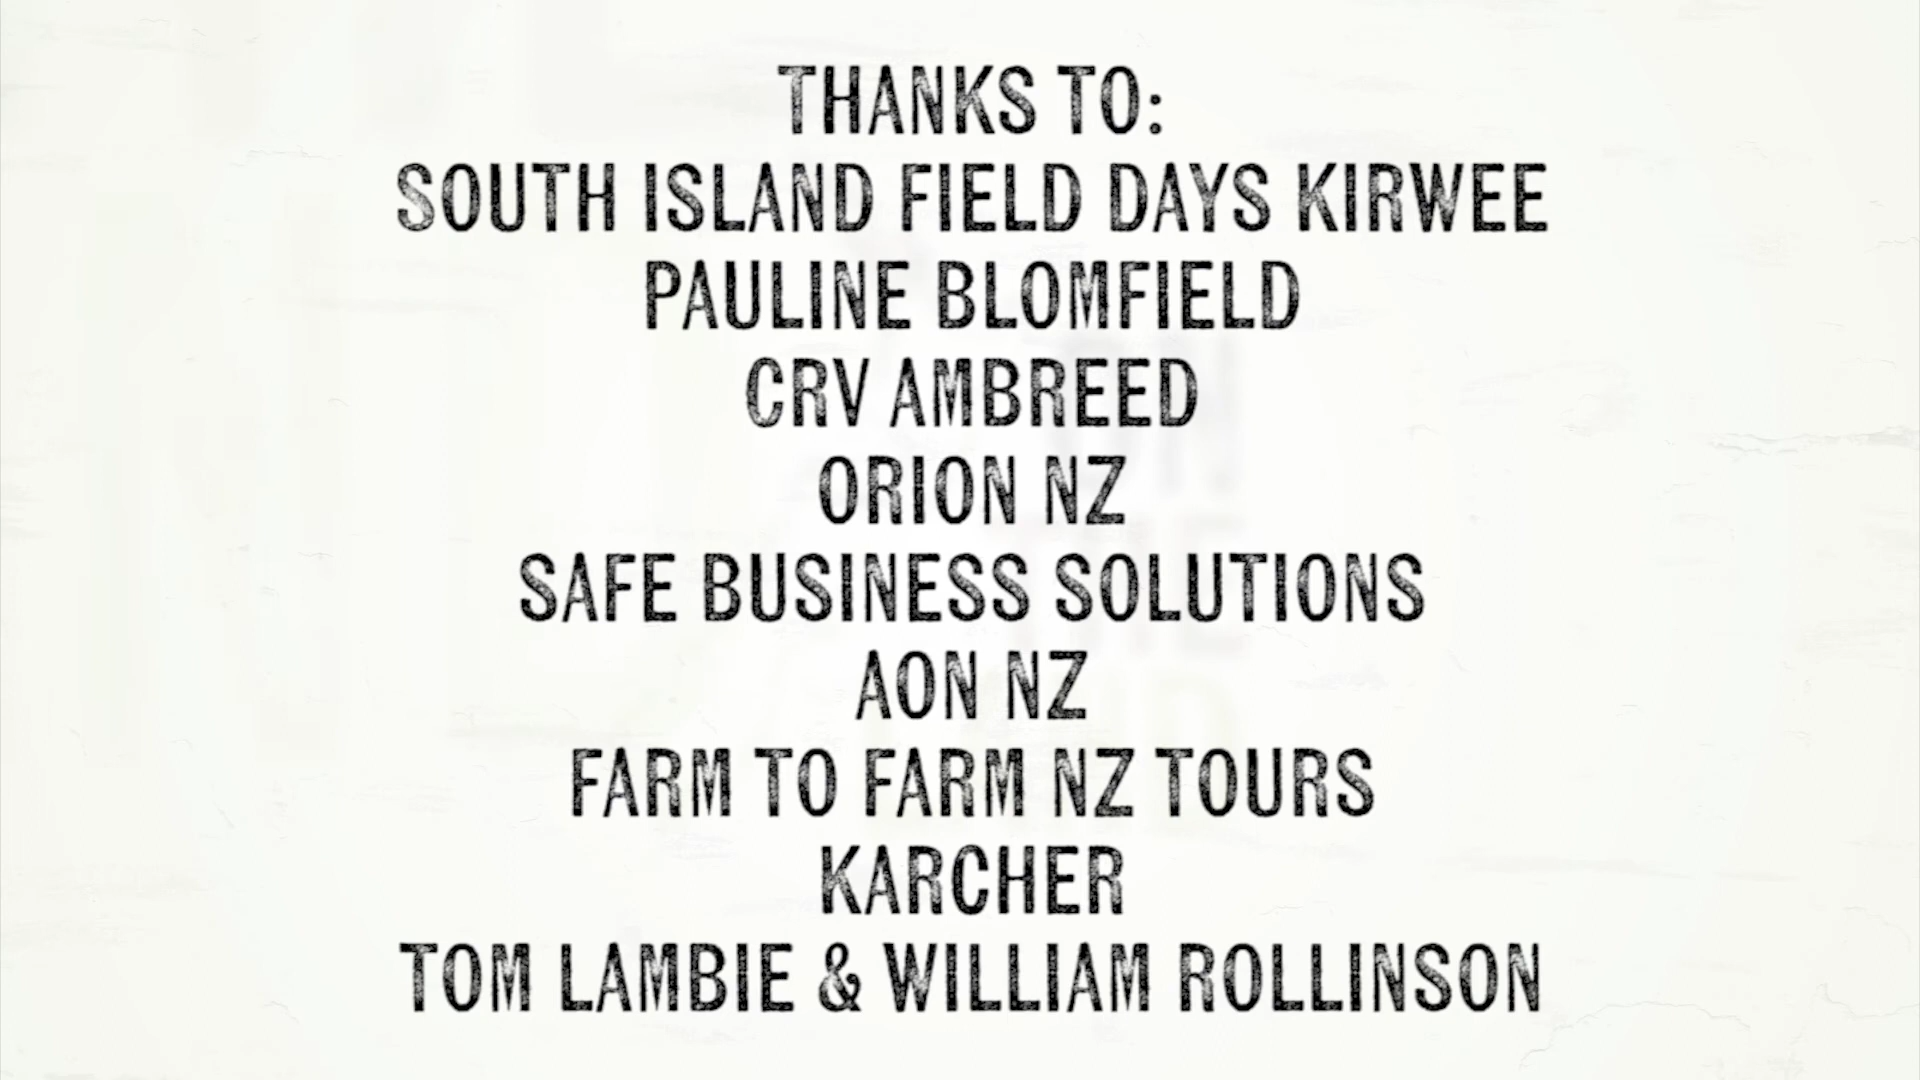 THANKS TO:
SOUTH ISLAND FIELD DAYS KIRWEE
PAULINE BLOMFIELD
CRV AMBREED
ORION NZ
SAFE BUSINESS SOLUTIONS
AON NZ
FARM TO FARM NZ TOURS
KARCHER
TOM LAMBIE & WILLIAM ROLLINSON